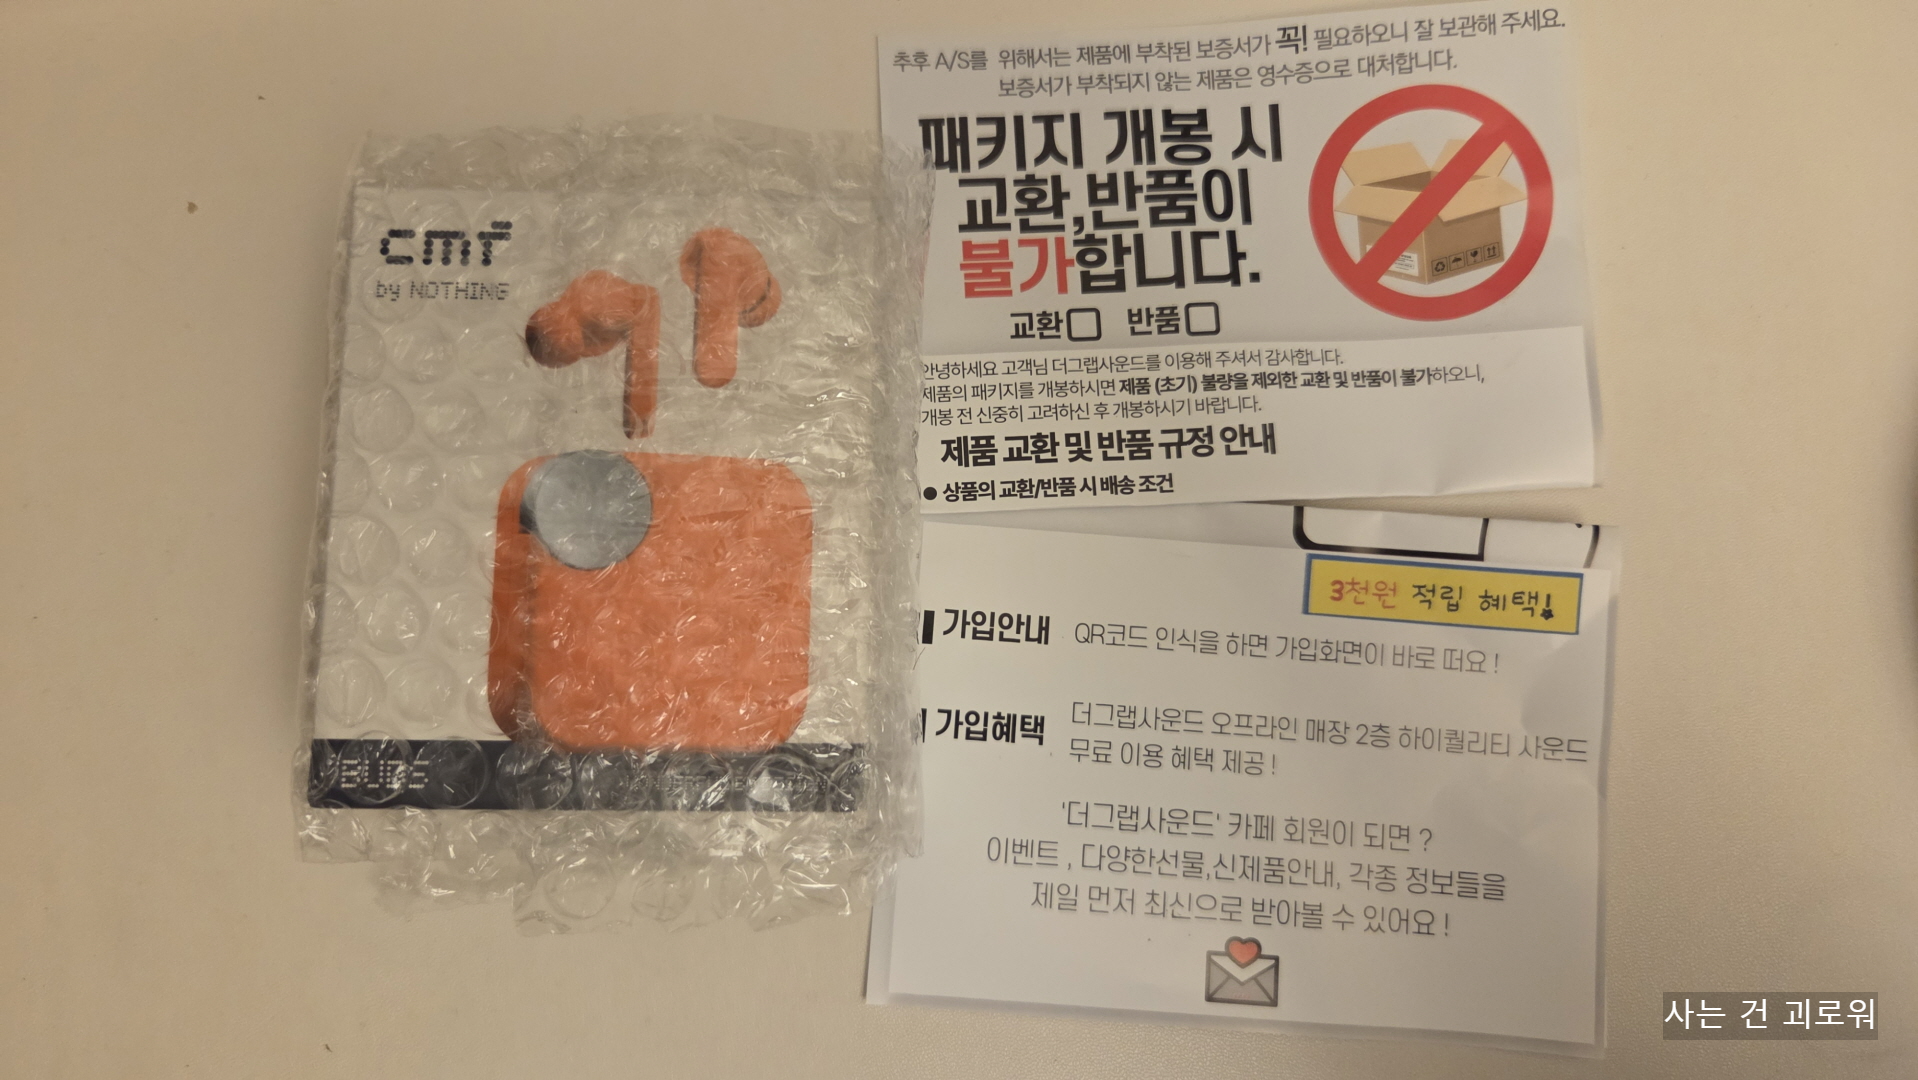 cmf
by NOTHING
BUDS
추후 A/S를 위해서는 제품에 부착된 보증서가 꼭! 필요하오니 잘 보관해 주세요.
보증서가 부착되지 않는 제품은 영수증으로 대처합니다.
패키지 개봉 시
교환,반품이
불가합니다.
교환 반품
안녕하세요 고객님 더그랩사운드를 이용해 주셔서 감사합니다.
제품의 패키지를 개봉하시면 제품 (초기) 불량을 제외한 교환 및 반품이 불가하오니,
개봉 전 신중히 고려하신 후 개봉하시기 바랍니다.
제품 교환 및 반품 규정 안내
● 상품의 교환/반품 시 배송 조건
3천원 적립 혜택!
가입안내 QR코드 인식을 하면 가입화면이 바로 떠요 !
가입혜택 더그랩사운드 오프라인 매장 2층 하이퀄리티 사운드
무료 이용 혜택 제공 !
'더그랩사운드' 카페 회원이 되면 ?
이벤트 , 다양한선물,신제품안내, 각종 정보들을
제일 먼저 최신으로 받아볼 수 있어요 !
사는 건 괴로워